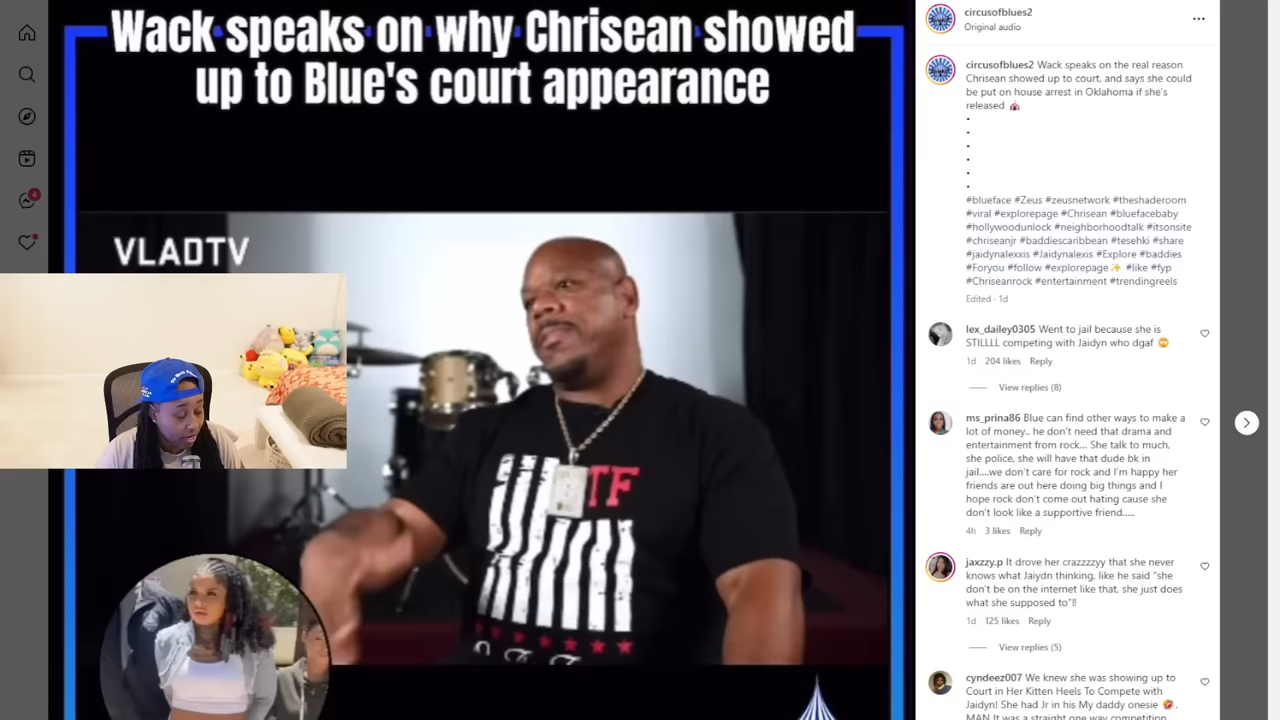 Wack speaks on why Chrisean showed
up to Blue's court appearance
VLADTV
TF
4
circusofblues2
Original audio
circusofblues2 Wack speaks on the real reason
Chrisean showed up to court, and says she could
be put on house arrest in Oklahoma if she's
released 🎪
.
.
.
.
.
.
#blueface #Zeus #zeusnetwork #theshaderoom
#viral #explorepage #Chrisean #bluefacebaby
#hollywoodunlock #neighborhoodtalk #itsonsite
#chriseanjr #baddiescaribbean #tesehki #share
#jaidynalexxis #Jaidynalexis #Explore #baddies
#Foryou #follow #explorepage✨ #like #fyp
#Chriseanrock #entertainment #trendingreels
Edited · 1d
lex_dailey0305 Went to jail because she is
STILLLL competing with Jaidyn who dgaf 🙄
1d 204 likes Reply
View replies (8)
ms_prina86 Blue can find other ways to make a
lot of money.. he don't need that drama and
entertainment from rock... She talk to much,
she police, she will have that dude bk in
jail....we don't care for rock and I'm happy her
friends are out here doing big things and I
hope rock don't come out hating cause she
don't look like a supportive friend.....
4h 3 likes Reply
jaxzzy.p It drove her crazzzzyy that she never
knows what Jaiydn thinking, like he said "she
don't be on the internet like that, she just does
what she supposed to"!!
1d 125 likes Reply
View replies (5)
cyndeez007 We knew she was showing up to
Court in Her Kitten Heels To Compete with
Jaidyn! She had Jr in his My daddy onesie 🤣.
MAN It was a straight one way competition